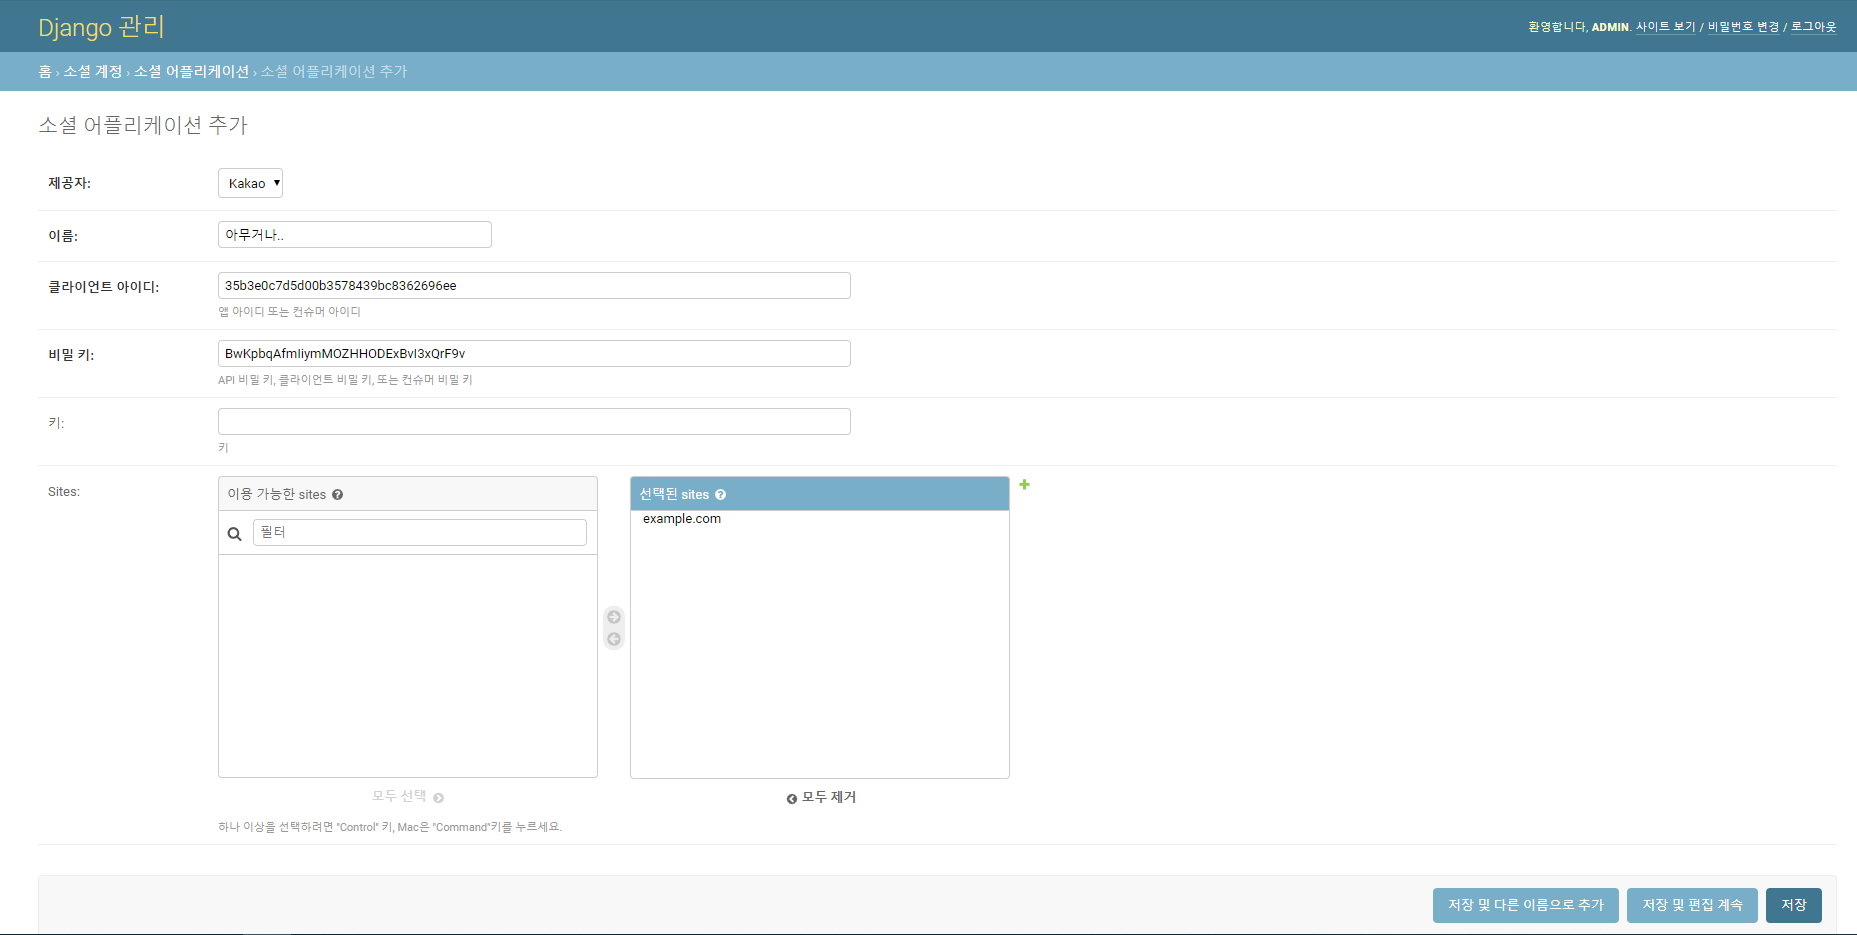 Django 관리
환영합니다, ADMIN. 사이트 보기 / 비밀번호 변경 / 로그아웃
홈 › 소셜 계정 › 소셜 어플리케이션 › 소셜 어플리케이션 추가
소셜 어플리케이션 추가
제공자: Kakao
이름: 아무거나..
클라이언트 아이디: 35b3e0c7d5d00b3578439bc8362696ee
앱 아이디 또는 컨슈머 아이디
비밀 키: BwKpbqAfmIiymMOZHHODExBvI3xQrF9v
API 비밀 키, 클라이언트 비밀 키, 또는 컨슈머 비밀 키
키:
키
Sites:
이용 가능한 sites
필터
모두 선택
선택된 sites
example.com
모두 제거
하나 이상을 선택하려면 "Control" 키, Mac은 "Command"키를 누르세요.
저장 및 다른 이름으로 추가
저장 및 편집 계속
저장